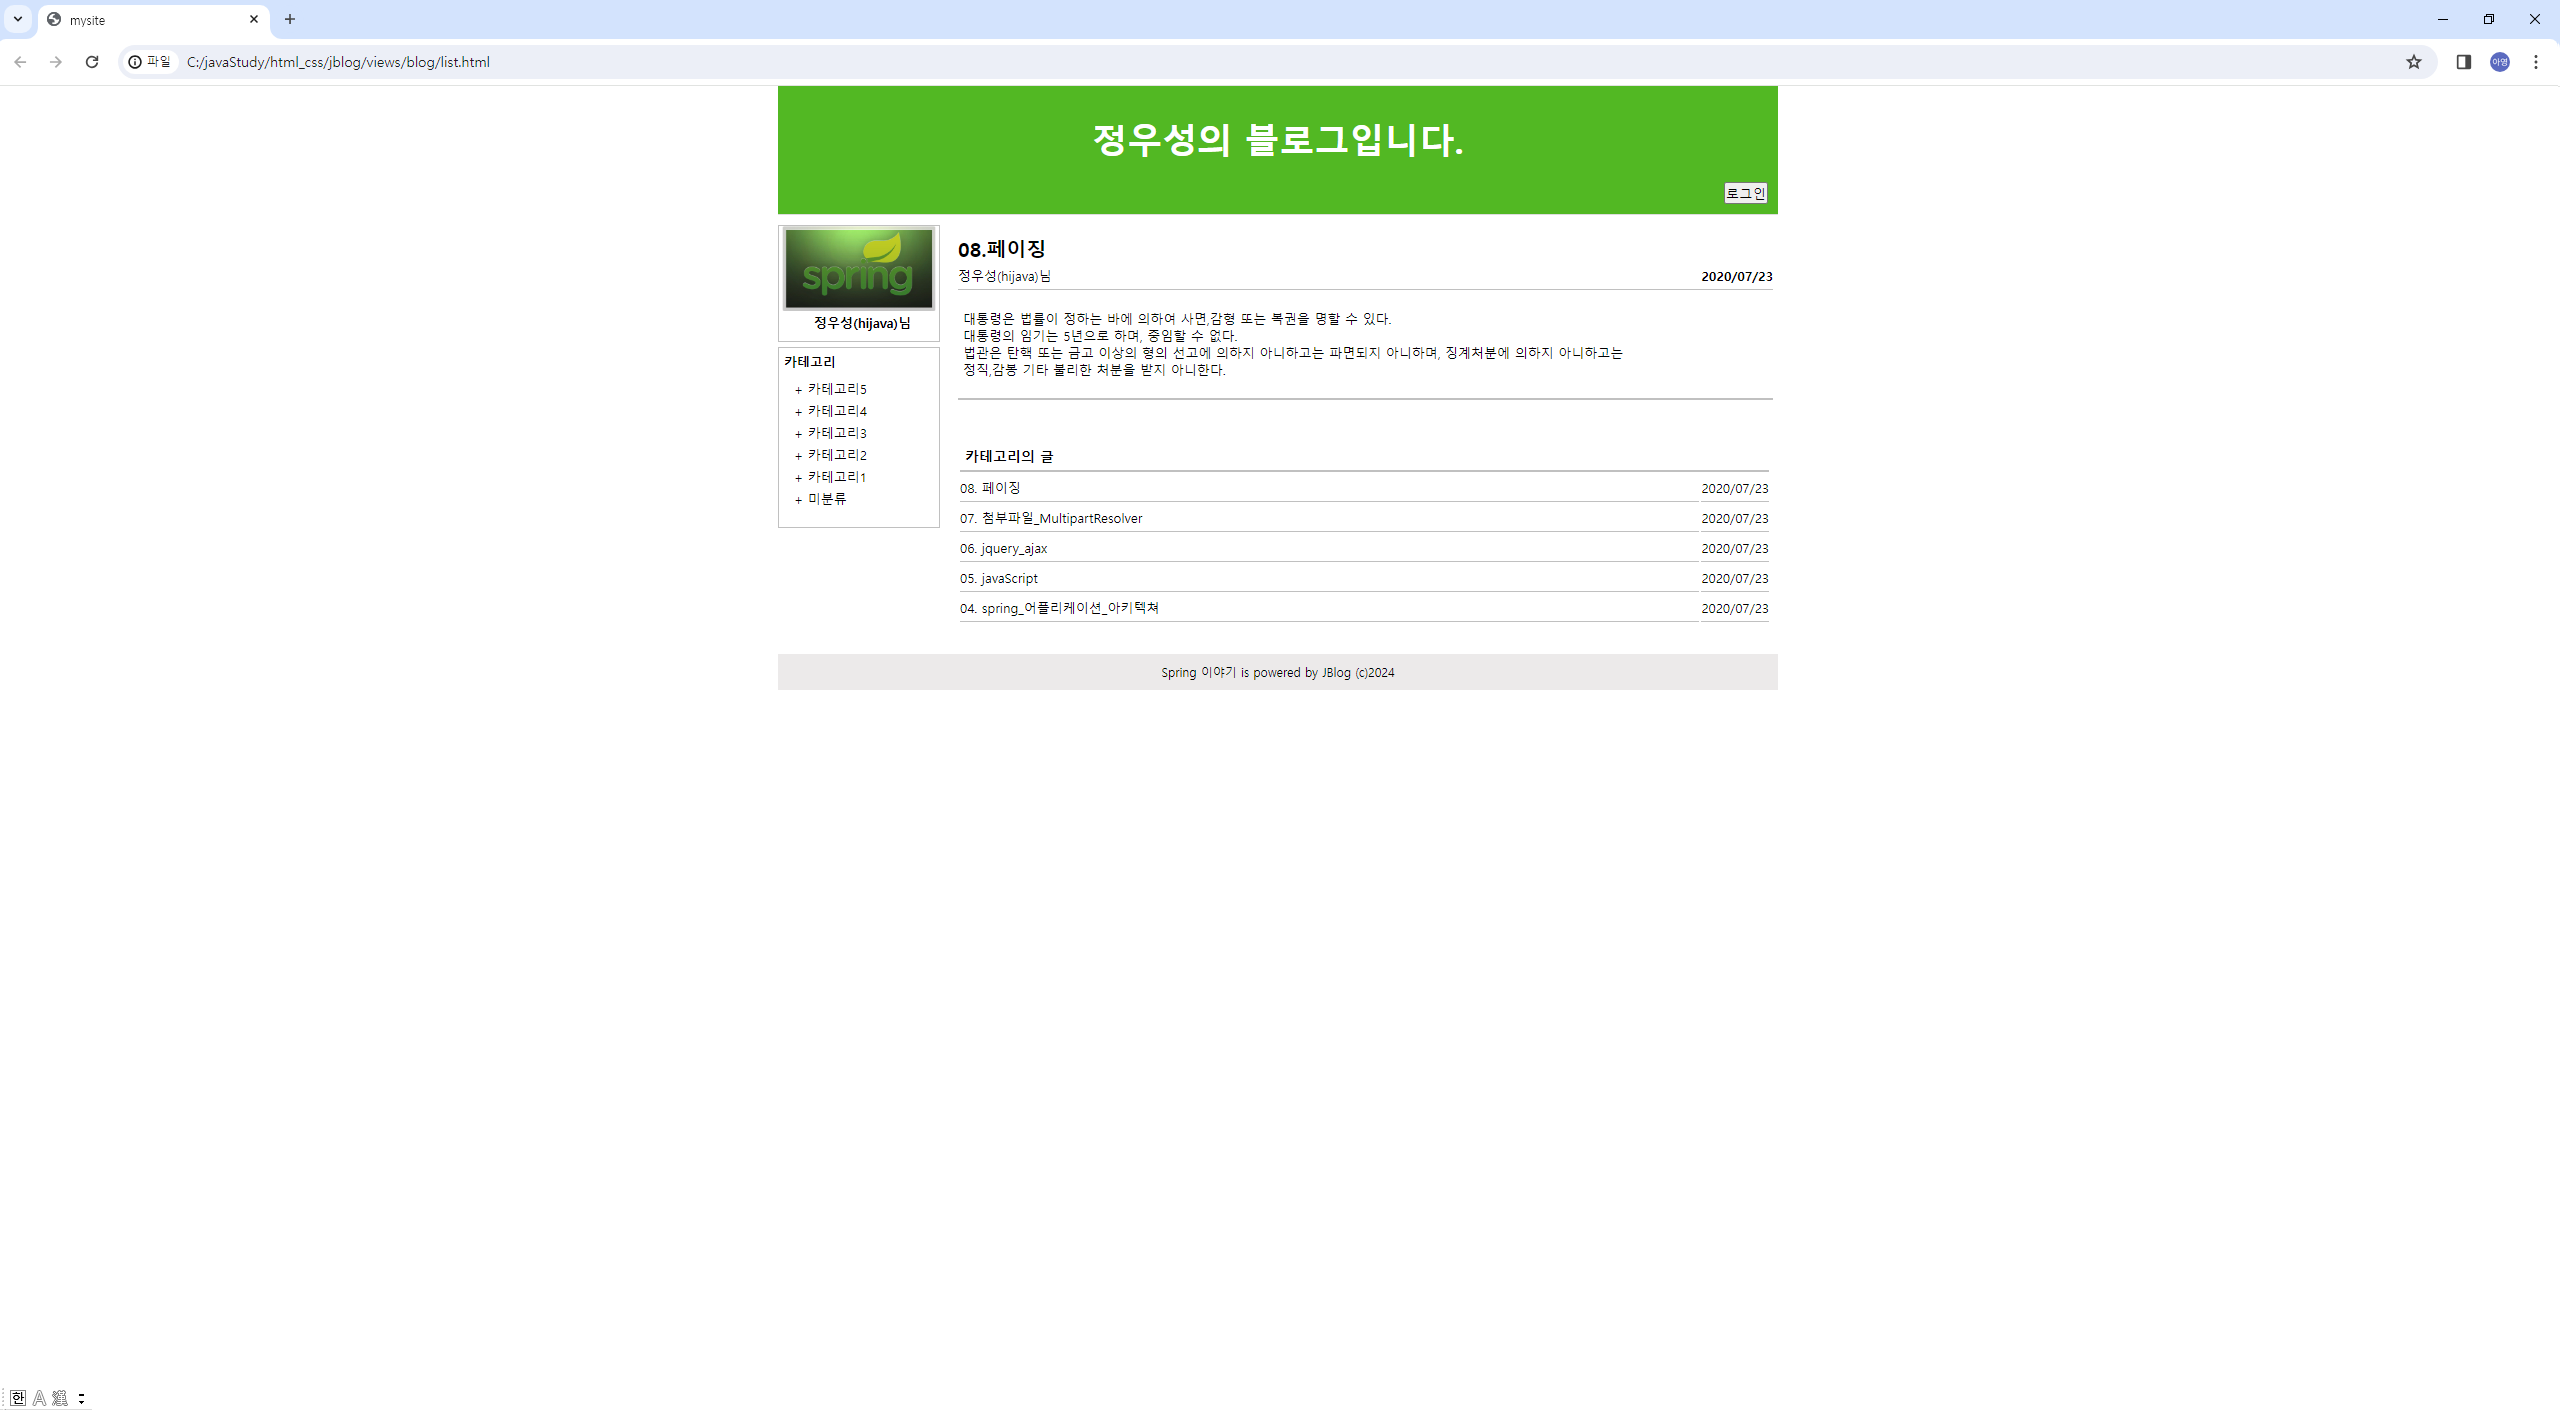 mysite
파일
C:/javaStudy/html_css/jblog/views/blog/list.html
아영
정우성의 블로그입니다.
로그인
spring
정우성(hijava)님
카테고리
+ 카테고리5
+ 카테고리4
+ 카테고리3
+ 카테고리2
+ 카테고리1
+ 미분류
08.페이징
정우성(hijava)님 2020/07/23
대통령은 법률이 정하는 바에 의하여 사면,감형 또는 복권을 명할 수 있다.
대통령의 임기는 5년으로 하며, 중임할 수 없다.
법관은 탄핵 또는 금고 이상의 형의 선고에 의하지 아니하고는 파면되지 아니하며, 징계처분에 의하지 아니하고는
정직,감봉 기타 불리한 처분을 받지 아니한다.
카테고리의 글
08. 페이징 2020/07/23
07. 첨부파일_MultipartResolver 2020/07/23
06. jquery_ajax 2020/07/23
05. javaScript 2020/07/23
04. spring_어플리케이션_아키텍쳐 2020/07/23
Spring 이야기 is powered by JBlog (c)2024
한 A 漢